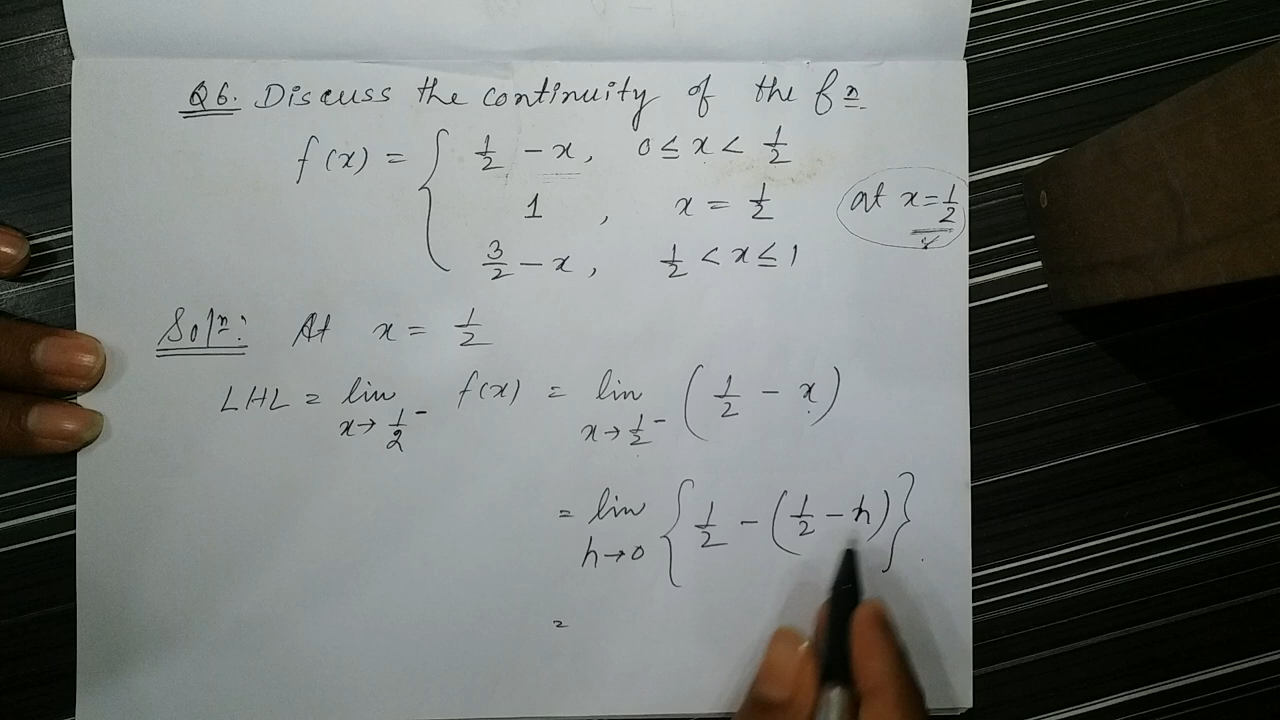 Q6. Discuss the continuity of the fn.
f(x) = { 1/2 - x, 0 ≤ x < 1/2
1, x = 1/2 at x = 1/2
3/2 - x, 1/2 < x ≤ 1
Soln: At x = 1/2
LHL = lim x→1/2⁻ f(x) = lim x→1/2⁻ (1/2 - x)
= lim h→0 {1/2 - (1/2 - h)}
=